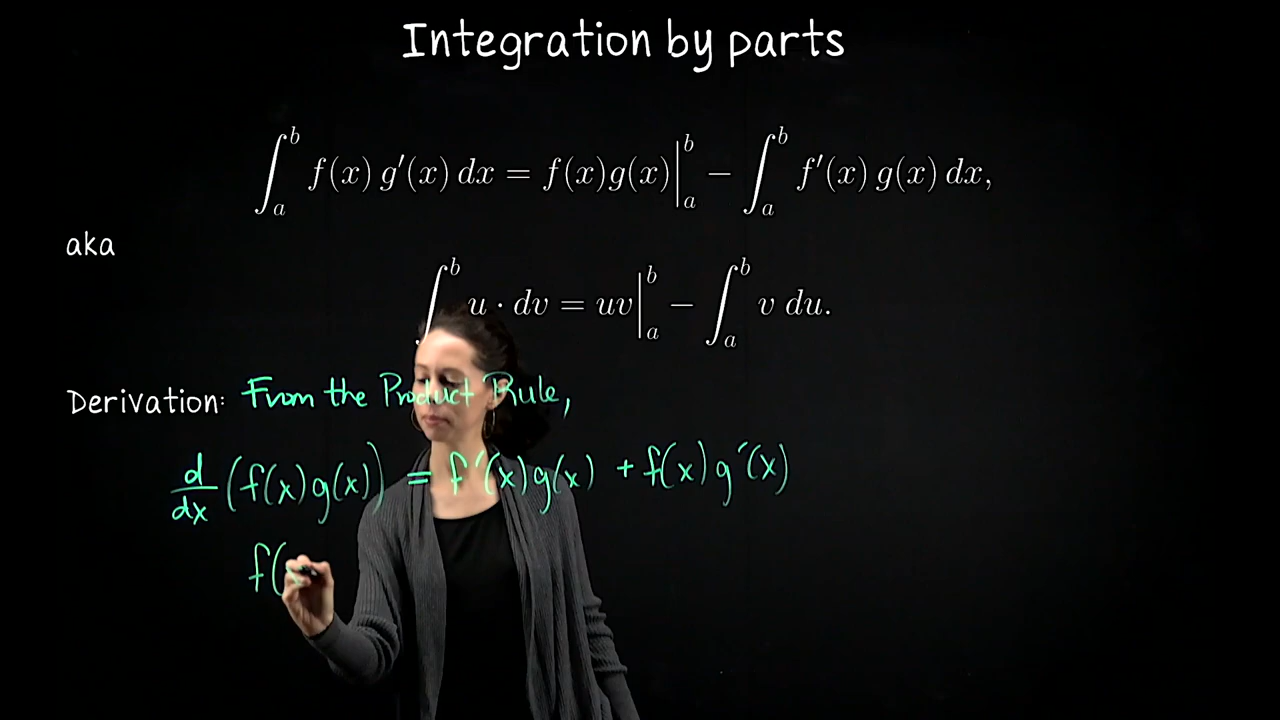 Integration by parts
∫_a^b f(x) g′(x) dx = f(x)g(x)|_a^b − ∫_a^b f′(x) g(x) dx,
aka
∫^b u · dv = uv|_a^b − ∫_a^b v du.
Derivation: From the Product Rule,
d/dx (f(x)g(x)) = f′(x)g(x) + f(x)g′(x)
f(